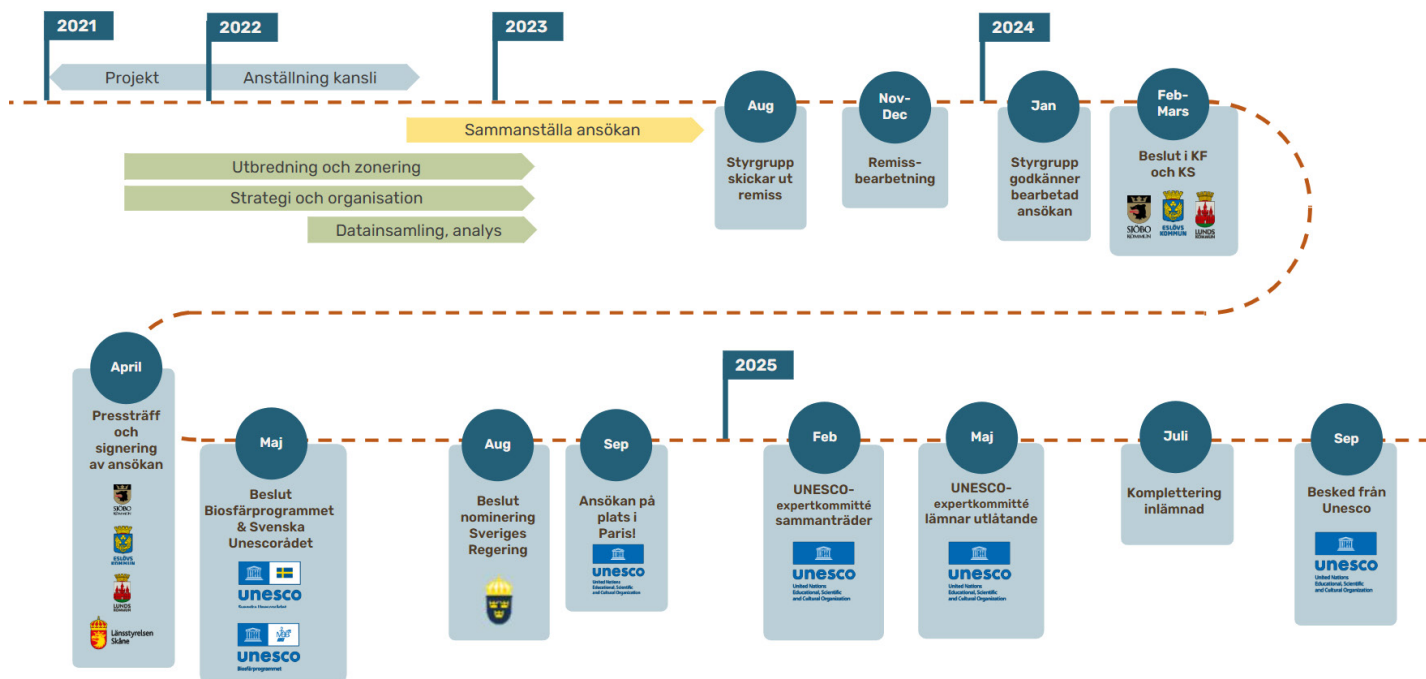 2021
2022
2023
2024
Projekt
Anställning kansli
Sammanställa ansökan
Utbredning och zonering
Strategi och organisation
Datainsamling, analys
Aug
Styrgrupp
skickar ut
remiss
Nov-
Dec
Remiss-
bearbetning
Jan
Styrgrupp
godkänner
bearbetad
ansökan
Feb-
Mars
Beslut i KF
och KS
SJÖBO
KOMMUN
ESLÖVS
KOMMUN
LUNDS
KOMMUN
April
Pressträff
och
signering
av ansökan
SJÖBO
KOMMUN
ESLÖVS
KOMMUN
LUNDS
KOMMUN
Länsstyrelsen
Skåne
Maj
Beslut
Biosfärprogrammet
& Svenska
Unescorådet
unesco
Svenska Unescorådet
unesco
Biosfärprogrammet
Aug
Beslut
nominering
Sveriges
Regering
Sep
Ansökan på
plats i
Paris!
unesco
United Nations
Educational, Scientific
and Cultural Organization
2025
Feb
UNESCO-
expertkommitté
sammanträder
unesco
United Nations
Educational, Scientific
and Cultural Organization
Maj
UNESCO-
expertkommitté
lämnar utlåtande
unesco
United Nations
Educational, Scientific
and Cultural Organization
Juli
Komplettering
inlämnad
Sep
Besked från
Unesco
unesco
United Nations
Educational, Scientific
and Cultural Organization